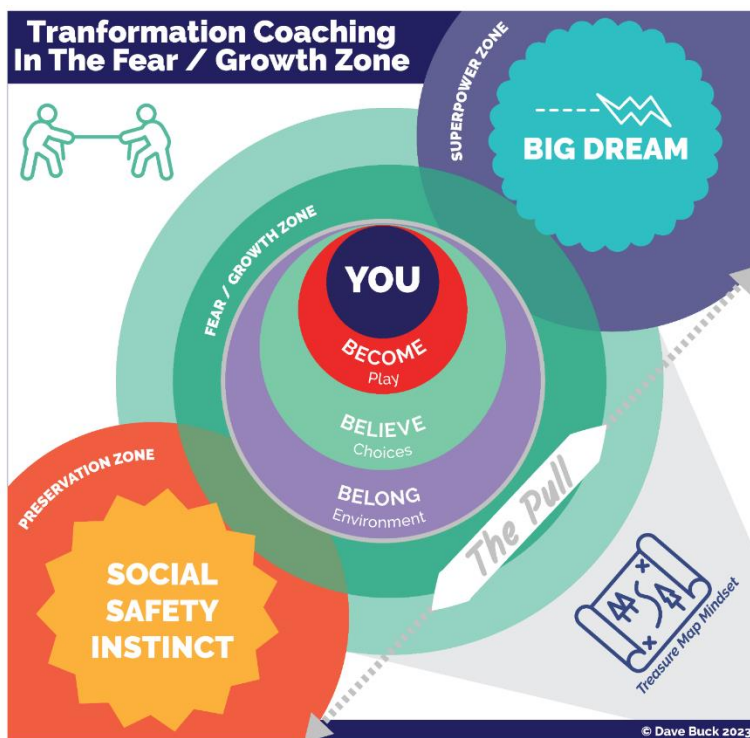 Tranformation Coaching
In The Fear / Growth Zone
SUPERPOWER ZONE
BIG DREAM
FEAR / GROWTH ZONE
YOU
BECOME
Play
BELIEVE
Choices
BELONG
Environment
The Pull
PRESERVATION ZONE
SOCIAL
SAFETY
INSTINCT
Treasure Map Mindset
© Dave Buck 2023